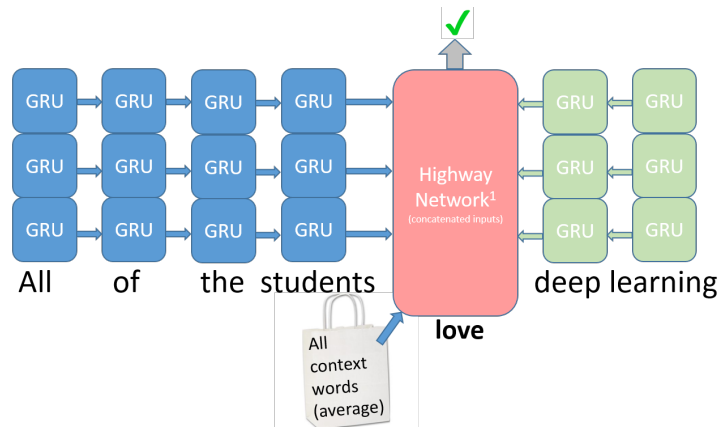 GRU GRU GRU GRU GRU GRU
GRU GRU GRU GRU GRU GRU
GRU GRU GRU GRU GRU GRU
Highway
Network¹
(concatenated inputs)
All of the students deep learning
love
All
context
words
(average)